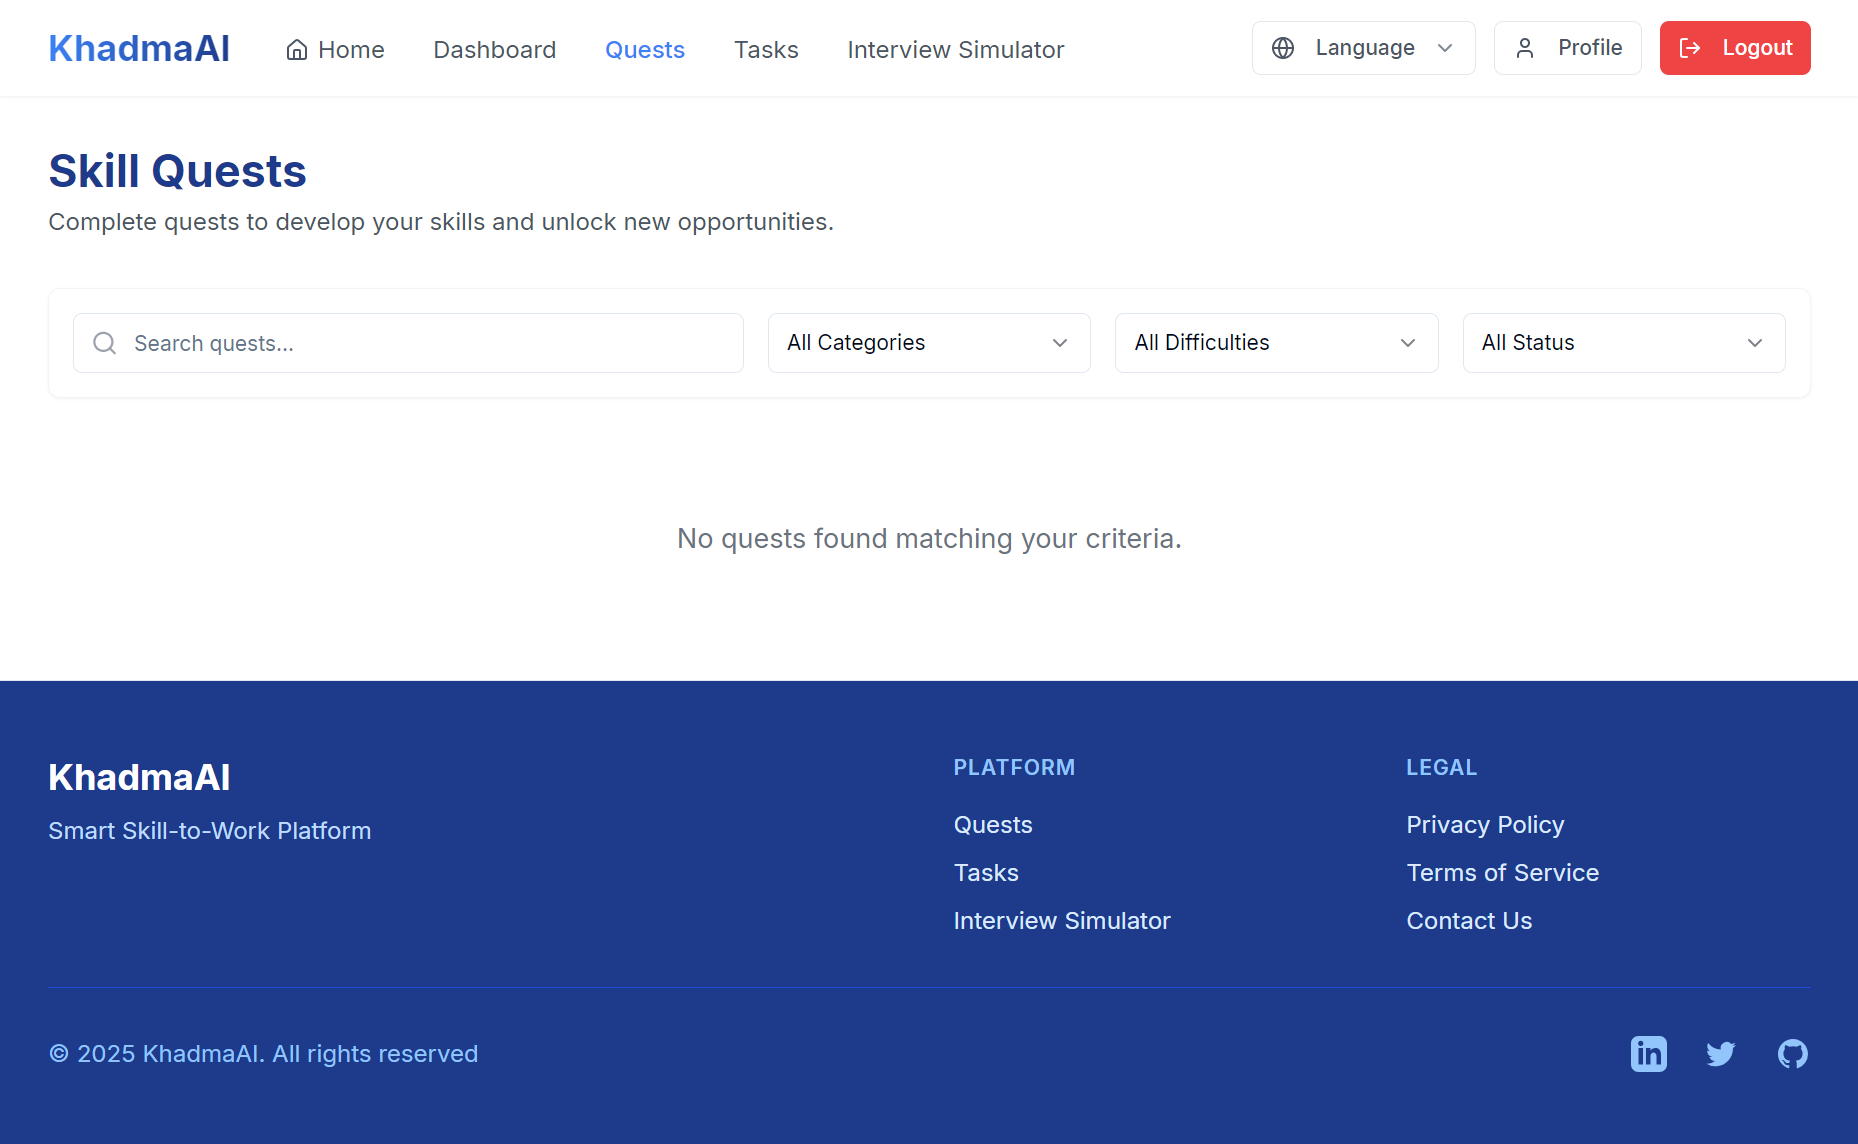 KhadmaAI
Home
Dashboard
Quests
Tasks
Interview Simulator
Language
Profile
Logout
Skill Quests
Complete quests to develop your skills and unlock new opportunities.
Search quests...
All Categories
All Difficulties
All Status
No quests found matching your criteria.
KhadmaAI
Smart Skill-to-Work Platform
PLATFORM
Quests
Tasks
Interview Simulator
LEGAL
Privacy Policy
Terms of Service
Contact Us
© 2025 KhadmaAI. All rights reserved
in